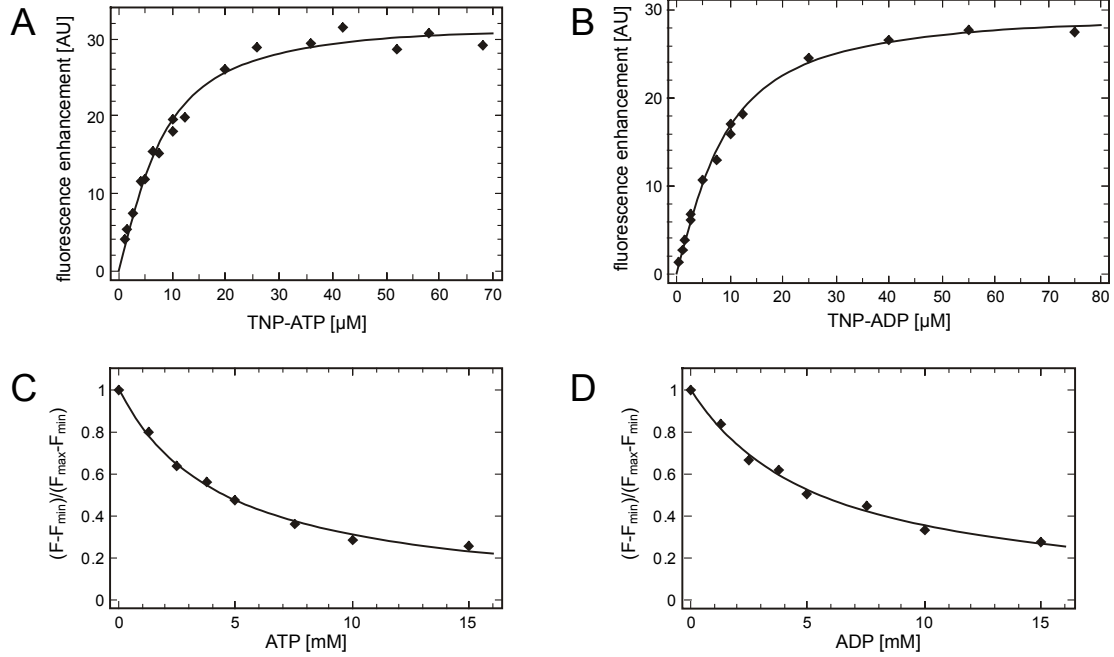 A
fluorescence enhancement [AU]
30
20
10
0
0 10 20 30 40 50 60 70
TNP-ATP [µM]
B
fluorescence enhancement [AU]
30
20
10
0
0 10 20 30 40 50 60 70 80
TNP-ADP [µM]
C
(F-Fmin)/(Fmax-Fmin)
1
0.8
0.6
0.4
0.2
0
0 5 10 15
ATP [mM]
D
(F-Fmin)/(Fmax-Fmin)
1
0.8
0.6
0.4
0.2
0
0 5 10 15
ADP [mM]